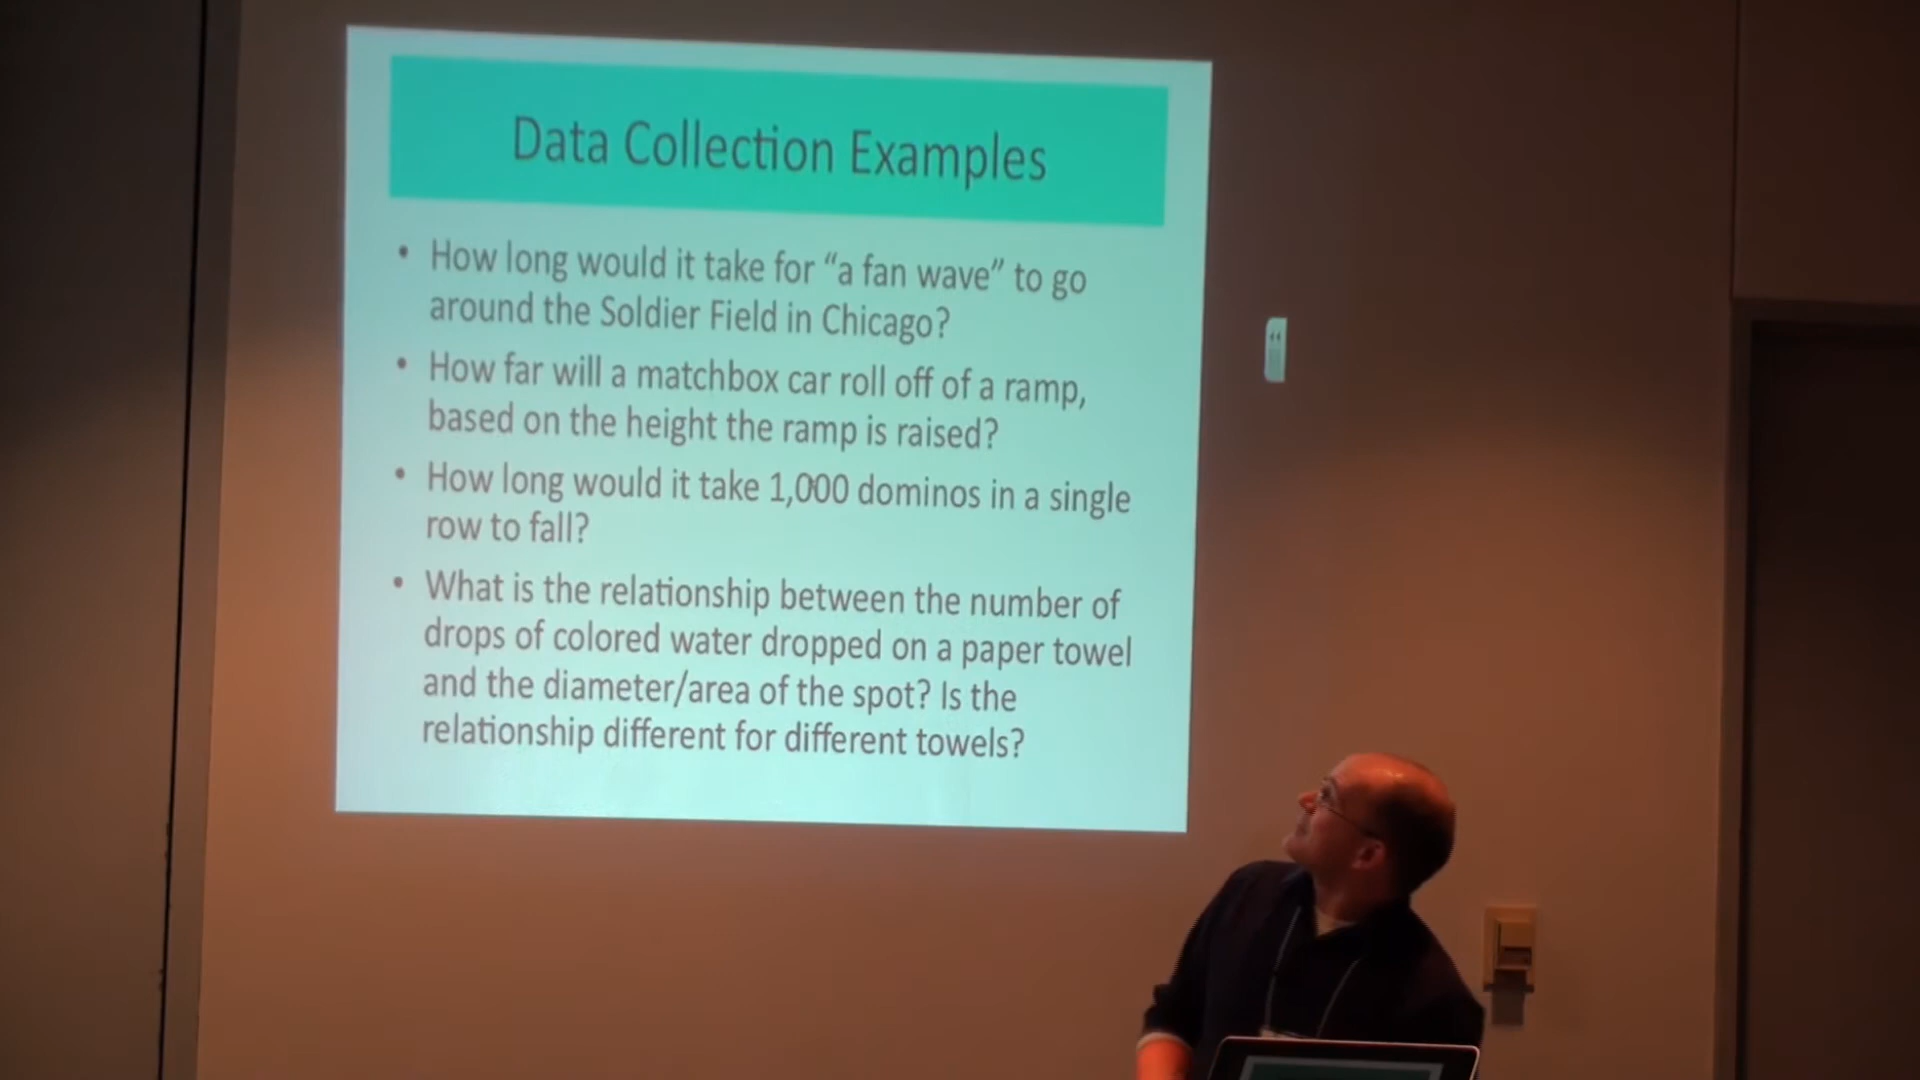 Data Collection Examples
• How long would it take for “a fan wave” to go
around the Soldier Field in Chicago?
• How far will a matchbox car roll off of a ramp,
based on the height the ramp is raised?
• How long would it take 1,000 dominos in a single
row to fall?
• What is the relationship between the number of
drops of colored water dropped on a paper towel
and the diameter/area of the spot? Is the
relationship different for different towels?